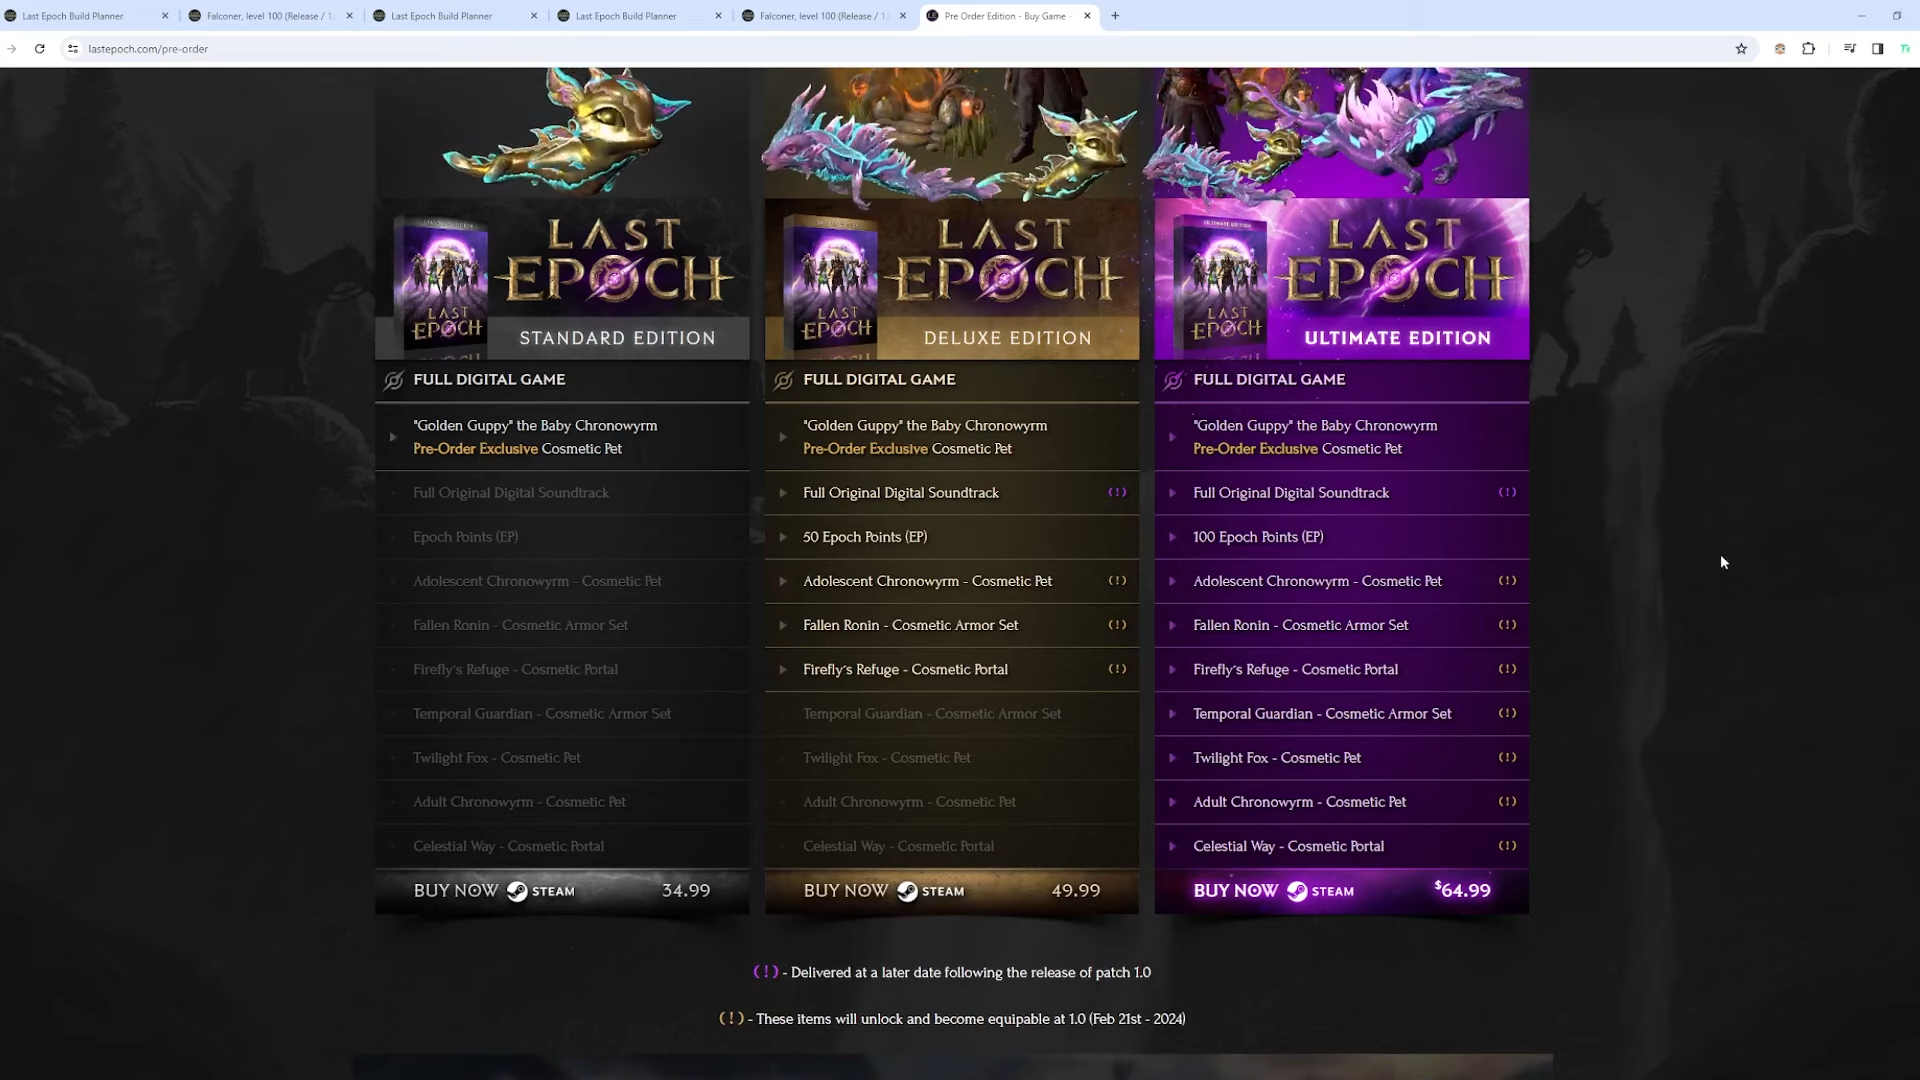 Last Epoch Build Planner
Falconer, level 100 (Release / 1.
Last Epoch Build Planner
Last Epoch Build Planner
Falconer, level 100 (Release / 1.
Pre Order Edition - Buy Game -
lastepoch.com/pre-order
LAST EPOCH
LAST
EPOCH
STANDARD EDITION
FULL DIGITAL GAME
"Golden Guppy" the Baby Chronowyrm
Pre-Order Exclusive Cosmetic Pet
Full Original Digital Soundtrack
Epoch Points (EP)
Adolescent Chronowyrm - Cosmetic Pet
Fallen Ronin - Cosmetic Armor Set
Firefly's Refuge - Cosmetic Portal
Temporal Guardian - Cosmetic Armor Set
Twilight Fox - Cosmetic Pet
Adult Chronowyrm - Cosmetic Pet
Celestial Way - Cosmetic Portal
BUY NOW STEAM 34.99
LAST EPOCH
LAST
EPOCH
DELUXE EDITION
FULL DIGITAL GAME
"Golden Guppy" the Baby Chronowyrm
Pre-Order Exclusive Cosmetic Pet
Full Original Digital Soundtrack (!)
50 Epoch Points (EP)
Adolescent Chronowyrm - Cosmetic Pet (!)
Fallen Ronin - Cosmetic Armor Set (!)
Firefly's Refuge - Cosmetic Portal (!)
Temporal Guardian - Cosmetic Armor Set
Twilight Fox - Cosmetic Pet
Adult Chronowyrm - Cosmetic Pet
Celestial Way - Cosmetic Portal
BUY NOW STEAM 49.99
ULTIMATE EDITION
LAST EPOCH
LAST
EPOCH
ULTIMATE EDITION
FULL DIGITAL GAME
"Golden Guppy" the Baby Chronowyrm
Pre-Order Exclusive Cosmetic Pet
Full Original Digital Soundtrack (!)
100 Epoch Points (EP)
Adolescent Chronowyrm - Cosmetic Pet (!)
Fallen Ronin - Cosmetic Armor Set (!)
Firefly's Refuge - Cosmetic Portal (!)
Temporal Guardian - Cosmetic Armor Set (!)
Twilight Fox - Cosmetic Pet (!)
Adult Chronowyrm - Cosmetic Pet (!)
Celestial Way - Cosmetic Portal (!)
BUY NOW STEAM $64.99
(!) - Delivered at a later date following the release of patch 1.0
(!) - These items will unlock and become equipable at 1.0 (Feb 21st - 2024)